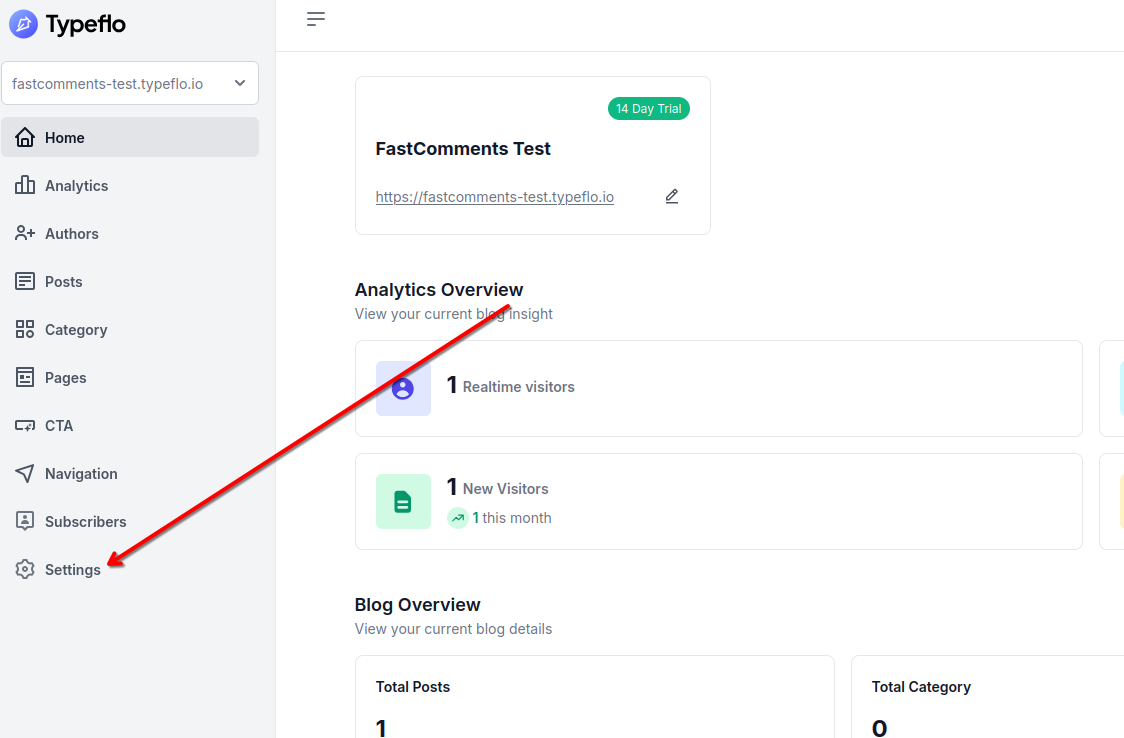 Typeflo
fastcomments-test.typeflo.io
Home
Analytics
Authors
Posts
Category
Pages
CTA
Navigation
Subscribers
Settings
14 Day Trial
FastComments Test
https://fastcomments-test.typeflo.io
Analytics Overview
View your current blog insight
1 Realtime visitors
1 New Visitors
1 this month
Blog Overview
View your current blog details
Total Posts
1
Total Category
0